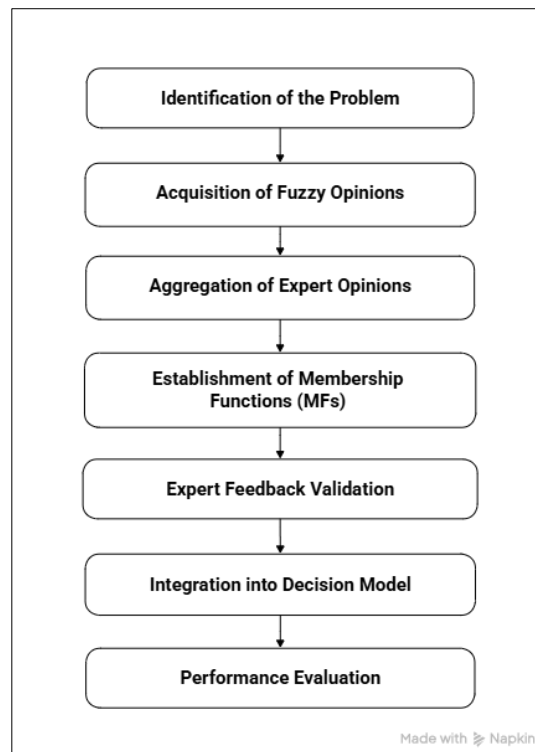 Identification of the Problem
Acquisition of Fuzzy Opinions
Aggregation of Expert Opinions
Establishment of Membership
Functions (MFs)
Expert Feedback Validation
Integration into Decision Model
Performance Evaluation
Made with Napkin